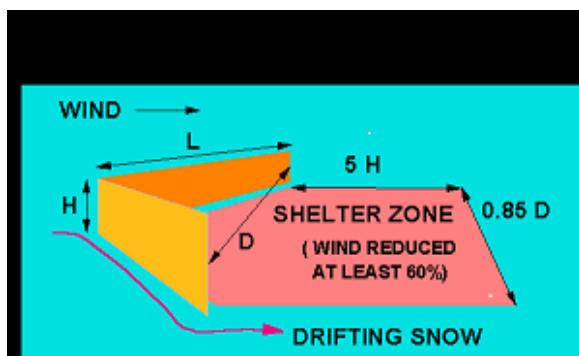 WIND
L
5 H
H
SHELTER ZONE
0.85 D
D
( WIND REDUCED
AT LEAST 60%)
DRIFTING SNOW